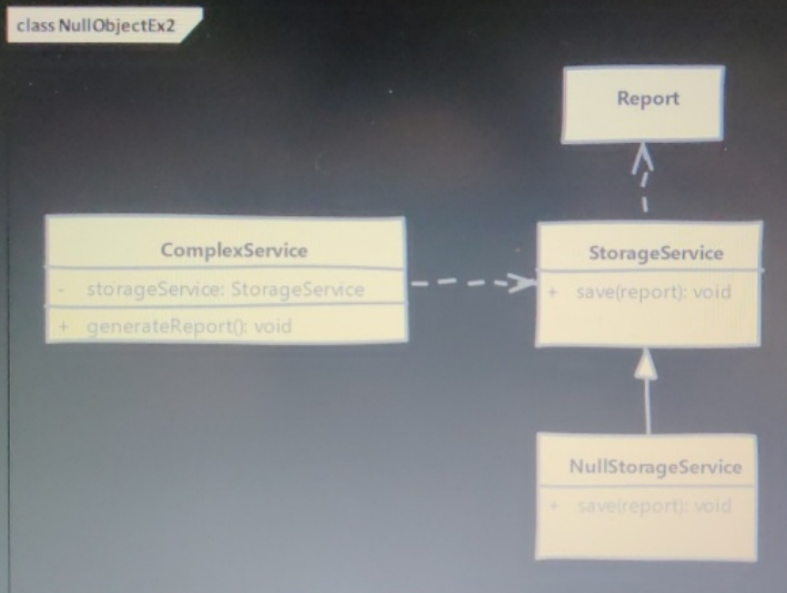 class NullObjectEx2
Report
ComplexService
- storageService: StorageService
+ generateReport(): void
StorageService
+ save(report): void
NullStorageService
+ save(report): void